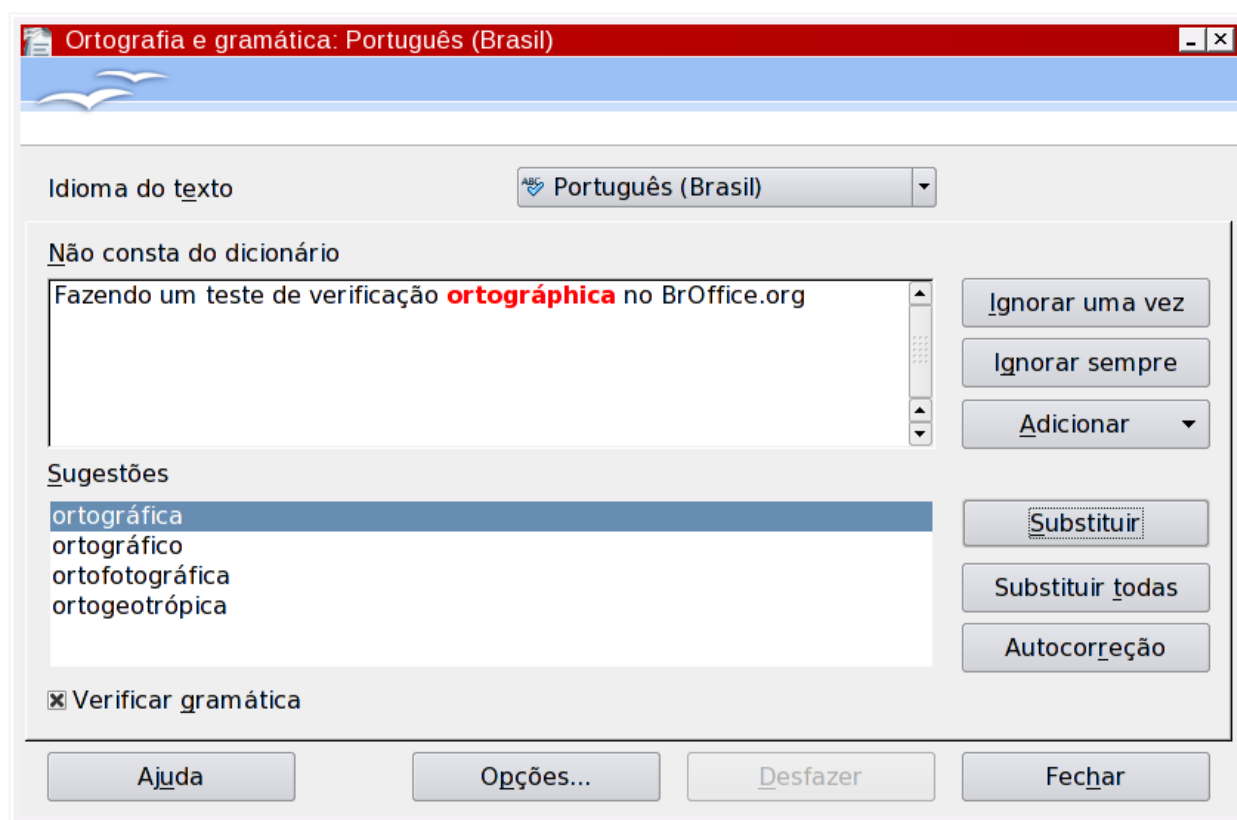 Ortografia e gramática: Português (Brasil)
Idioma do texto
ABC Português (Brasil)
Não consta do dicionário
Fazendo um teste de verificação ortográphica no BrOffice.org
Ignorar uma vez
Ignorar sempre
Adicionar
Sugestões
ortográfica
ortográfico
ortofotográfica
ortogeotrópica
Substituir
Substituir todas
Autocorreção
Verificar gramática
Ajuda
Opções...
Desfazer
Fechar